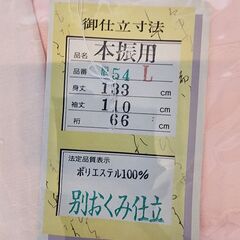 御仕立寸法
品名 本振用
品番 E54 L
身丈 133 cm
袖丈 110 cm
裄 66 cm
法定品質表示
ポリエステル100%
別おくみ仕立